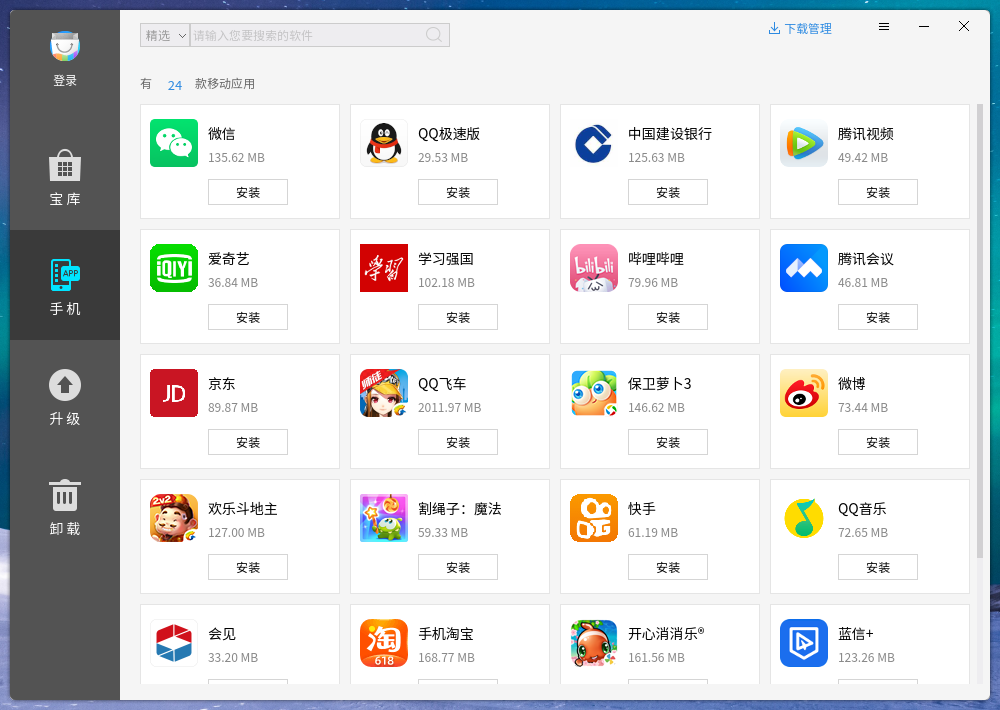 精选 请输入您要搜索的软件 下载管理
登录
宝库
手机
升级
卸载
有 24 款移动应用
微信
135.62 MB
安装
QQ极速版
29.53 MB
安装
中国建设银行
125.63 MB
安装
腾讯视频
49.42 MB
安装
iQIYI
爱奇艺
36.84 MB
安装
学習
学习强国
102.18 MB
安装
bilibili
哔哩哔哩
79.96 MB
安装
腾讯会议
46.81 MB
安装
JD
京东
89.87 MB
安装
师徒
QQ飞车
2011.97 MB
安装
保卫萝卜3
146.62 MB
安装
微博
73.44 MB
安装
2v2
欢乐斗地主
127.00 MB
安装
割绳子：魔法
59.33 MB
安装
快手
61.19 MB
安装
QQ音乐
72.65 MB
安装
会见
33.20 MB
淘
618
手机淘宝
168.77 MB
开心消消乐®
161.56 MB
蓝信+
123.26 MB
APP